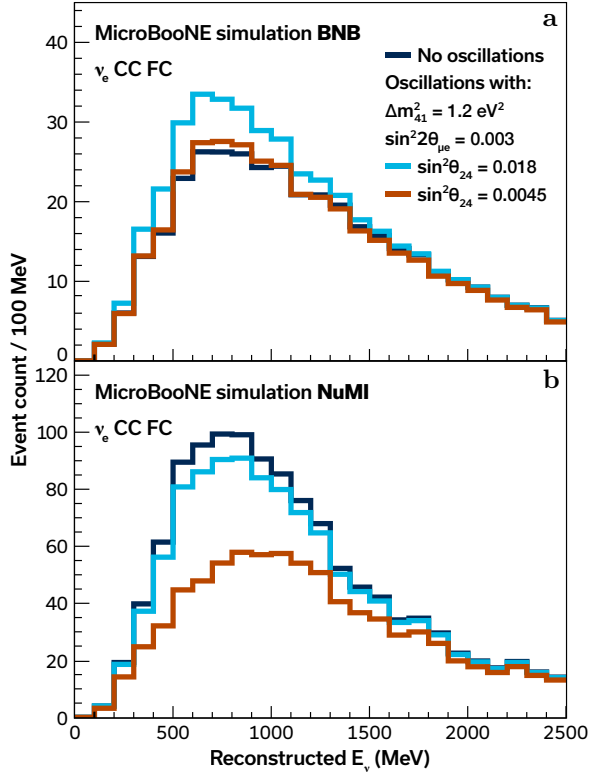 a
MicroBooNE simulation BNB
νₑ CC FC
No oscillations
Oscillations with:
Δm²₄₁ = 1.2 eV²
sin²2θμₑ = 0.003
sin²θ₂₄ = 0.018
sin²θ₂₄ = 0.0045
40
30
20
10
0
Event count / 100 MeV
b
MicroBooNE simulation NuMI
νₑ CC FC
120
100
80
60
40
20
0
0 500 1000 1500 2000 2500
Reconstructed Eᵥ (MeV)